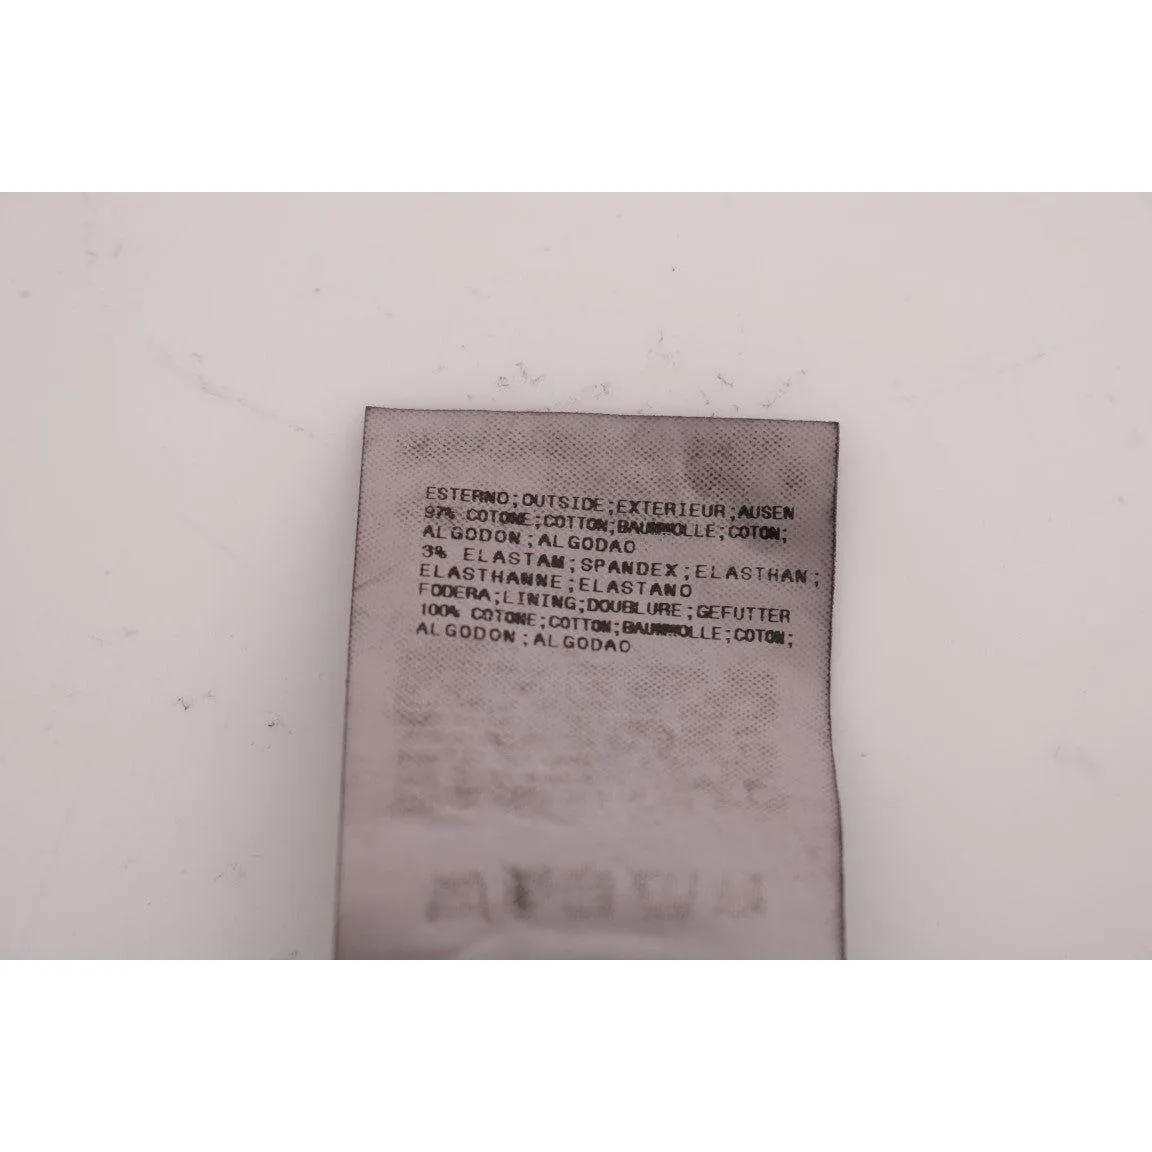 ESTERNO;OUTSIDE;EXTERIEUR;AUSEN
97% COTONE;COTTON;BAUMWOLLE;COTON;
ALGODON;ALGODAO
3% ELASTAM;SPANDEX;ELASTHAN;
ELASTHANNE;ELASTANO
FODERA;LINING;DOUBLURE;GEFUTTER
100% COTONE;COTTON;BAUMWOLLE;COTON;
ALGODON;ALGODAO